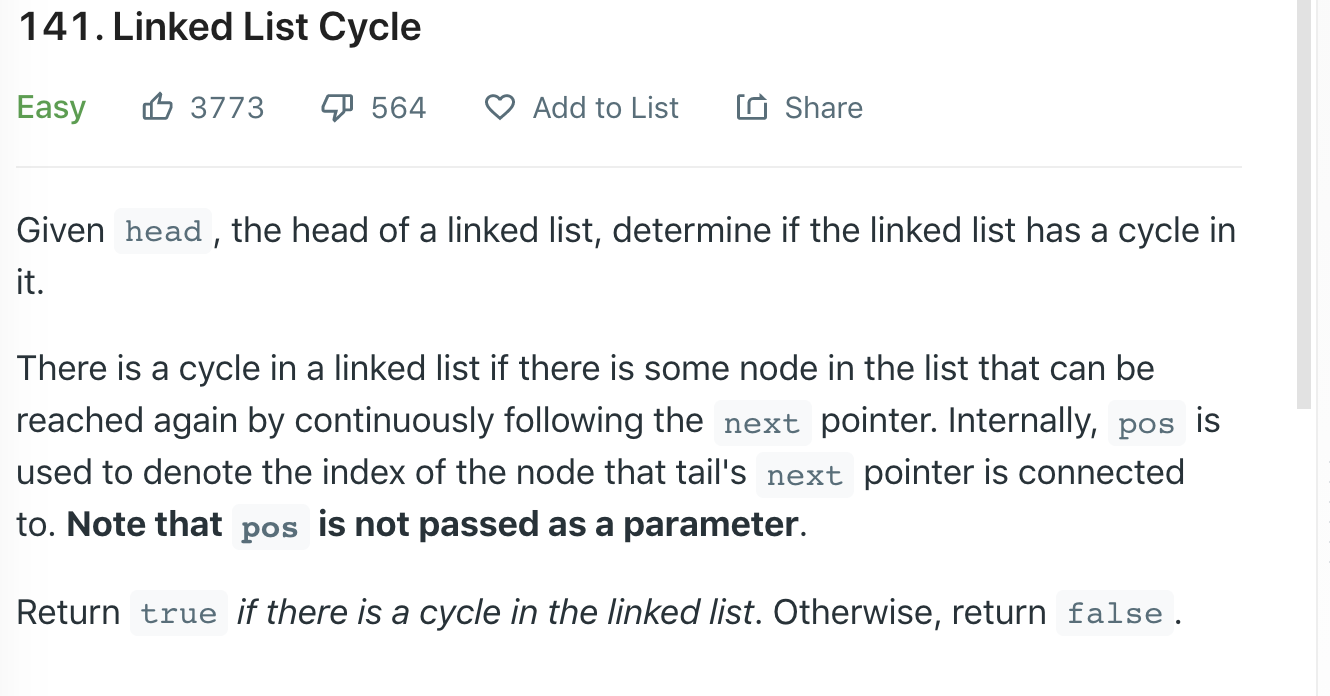 141. Linked List Cycle
Easy 3773 564 Add to List Share
Given head, the head of a linked list, determine if the linked list has a cycle in
it.
There is a cycle in a linked list if there is some node in the list that can be
reached again by continuously following the next pointer. Internally, pos is
used to denote the index of the node that tail's next pointer is connected
to. Note that pos is not passed as a parameter.
Return true if there is a cycle in the linked list. Otherwise, return false.